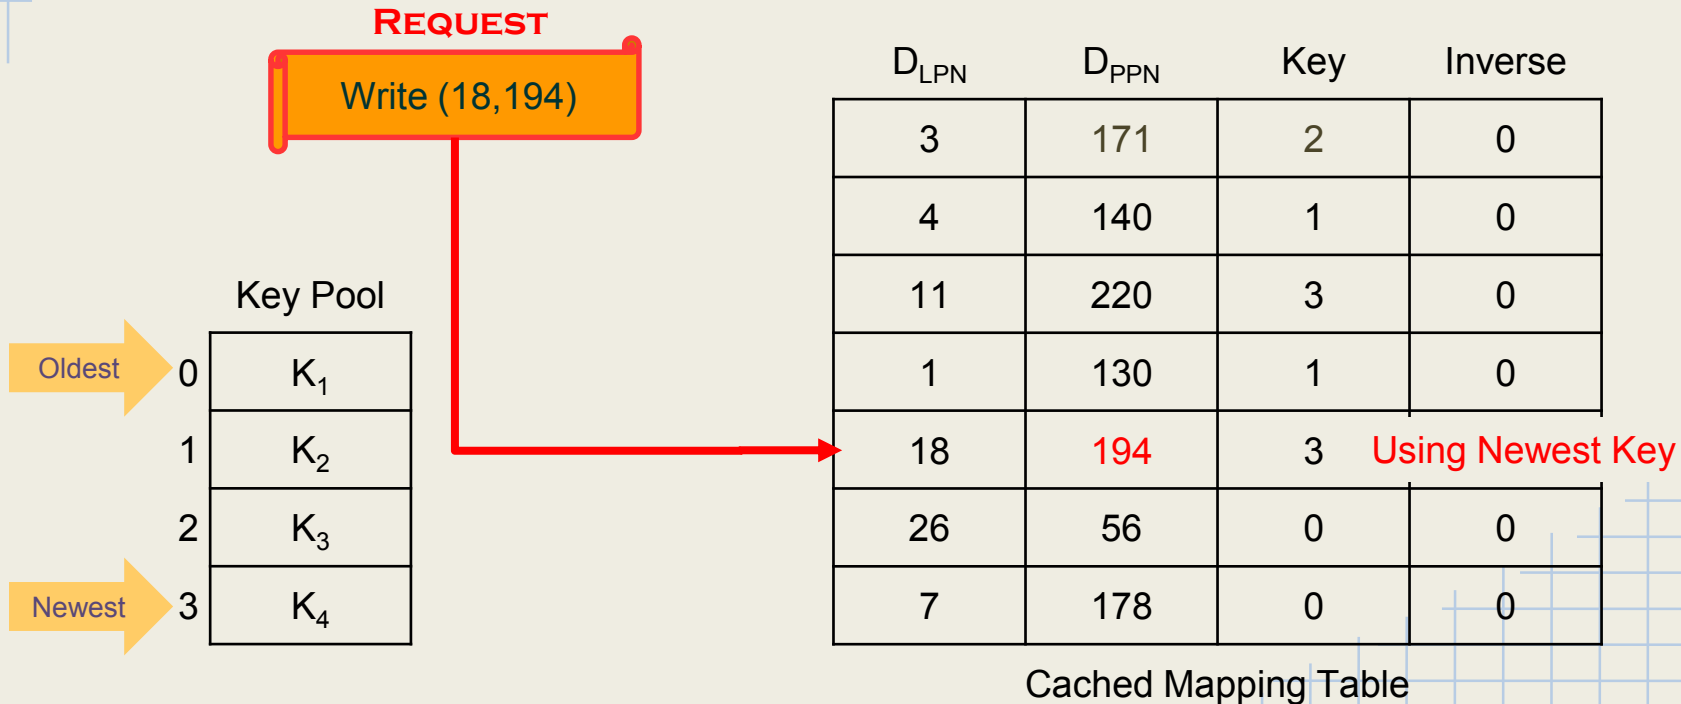 REQUEST
Write (18,194)
Key Pool
Oldest 0 K1
1 K2
2 K3
Newest 3 K4
DLPN DPPN Key Inverse
3 171 2 0
4 140 1 0
11 220 3 0
1 130 1 0
18 194 3 Using Newest Key
26 56 0 0
7 178 0 0
Cached Mapping Table